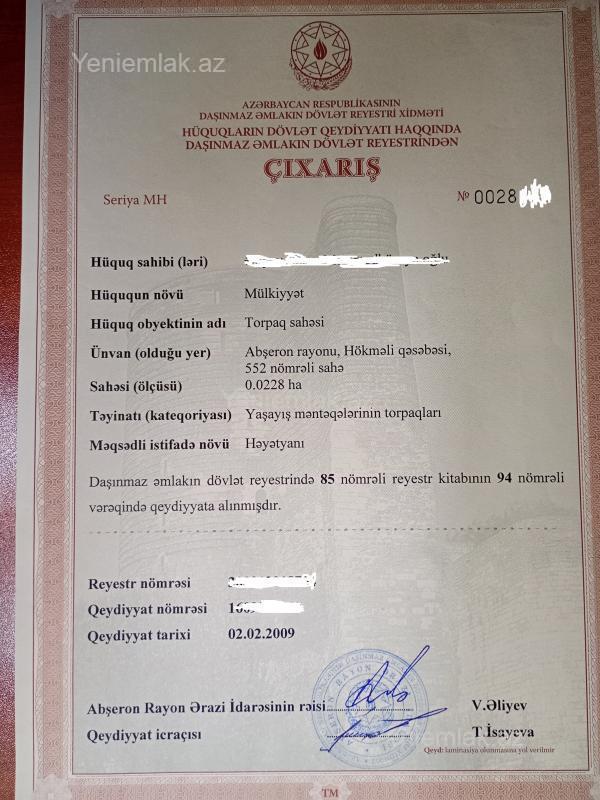 Yeniemlak.az
AZƏRBAYCAN RESPUBLİKASININ
DAŞINMAZ ƏMLAKIN DÖVLƏT REYESTRİ XİDMƏTİ
HÜQUQLARIN DÖVLƏT QEYDİYYATI HAQQINDA
DAŞINMAZ ƏMLAKIN DÖVLƏT REYESTRİNDƏN
ÇIXARIŞ
Seriya MH № 0028
Hüquq sahibi (ləri) oğlu
Hüququn növü Mülkiyyət
Hüquq obyektinin adı Torpaq sahəsi
Ünvan (olduğu yer) Abşeron rayonu, Hökməli qəsəbəsi,
552 nömrəli sahə
Sahəsi (ölçüsü) 0.0228 ha
Təyinatı (kateqoriyası) Yaşayış məntəqələrinin torpaqları
Məqsədli istifadə növü Həyətyanı
Daşınmaz əmlakın dövlət reyestrində 85 nömrəli reyestr kitabının 94 nömrəli
vərəqində qeydiyyata alınmışdır.
Reyestr nömrəsi
Qeydiyyat nömrəsi
Qeydiyyat tarixi 02.02.2009
Abşeron Rayon Ərazi İdarəsinin rəisi V.Əliyev
Qeydiyyat icraçısı T.İsayeva
Qeyd: laminasiya olunmasına yol verilmir
TM